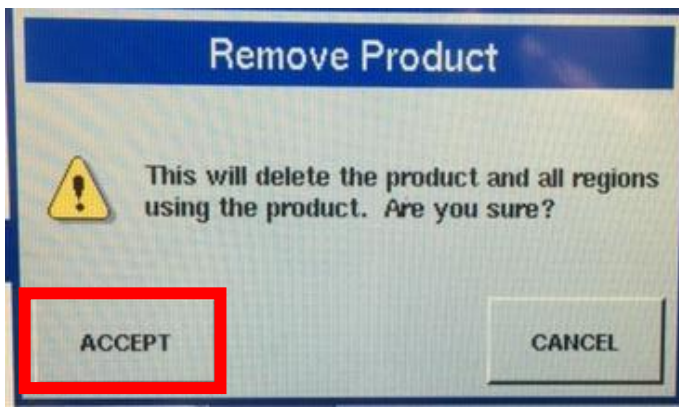 Remove Product
This will delete the product and all regions
using the product. Are you sure?
ACCEPT
CANCEL